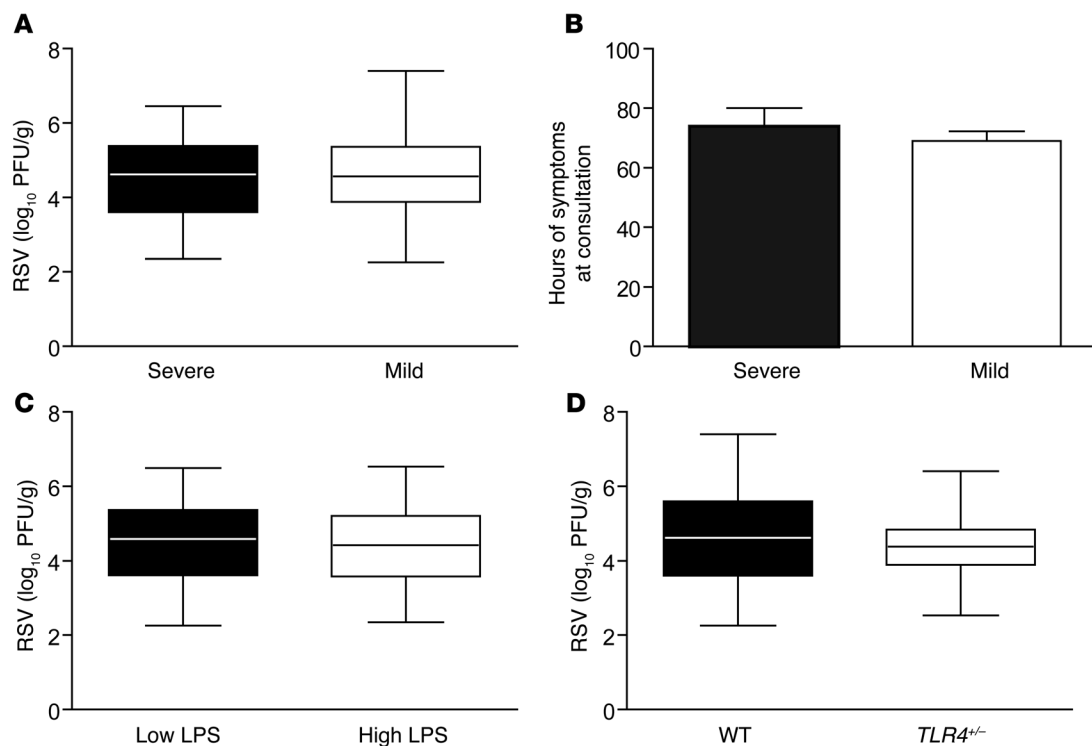 A
8
6
4
2
0
RSV (log₁₀ PFU/g)
Severe
Mild
B
100
80
60
40
20
0
Hours of symptoms
at consultation
Severe
Mild
C
8
6
4
2
0
RSV (log₁₀ PFU/g)
Low LPS
High LPS
D
8
6
4
2
0
RSV (log₁₀ PFU/g)
WT
TLR4⁺/⁻